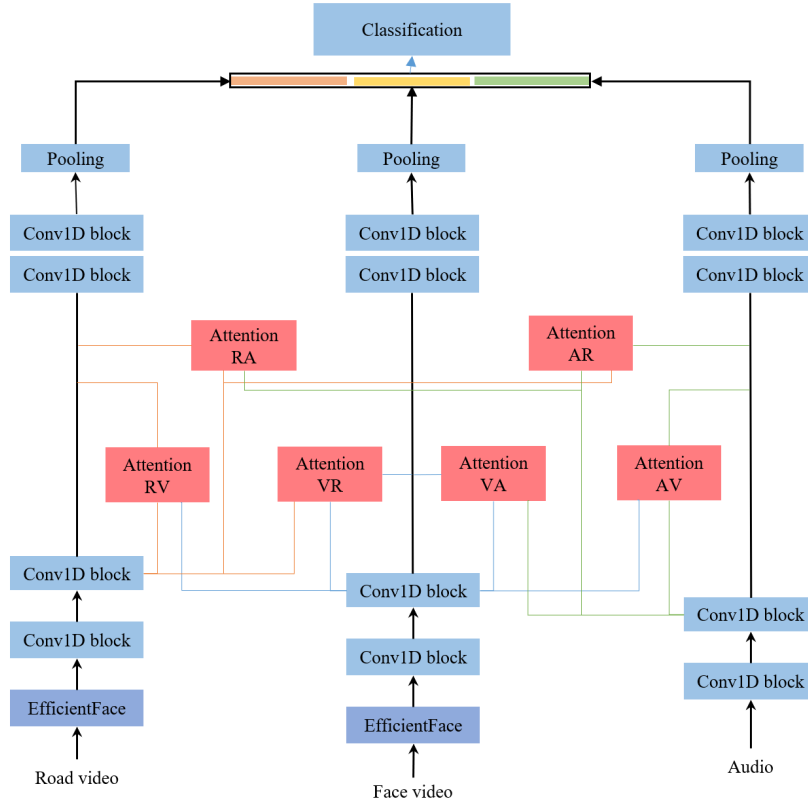 Classification
Pooling
Pooling
Pooling
Conv1D block
Conv1D block
Conv1D block
Conv1D block
Conv1D block
Conv1D block
Attention
RA
Attention
AR
Attention
RV
Attention
VR
Attention
VA
Attention
AV
Conv1D block
Conv1D block
Conv1D block
Conv1D block
Conv1D block
Conv1D block
EfficientFace
EfficientFace
Road video
Face video
Audio